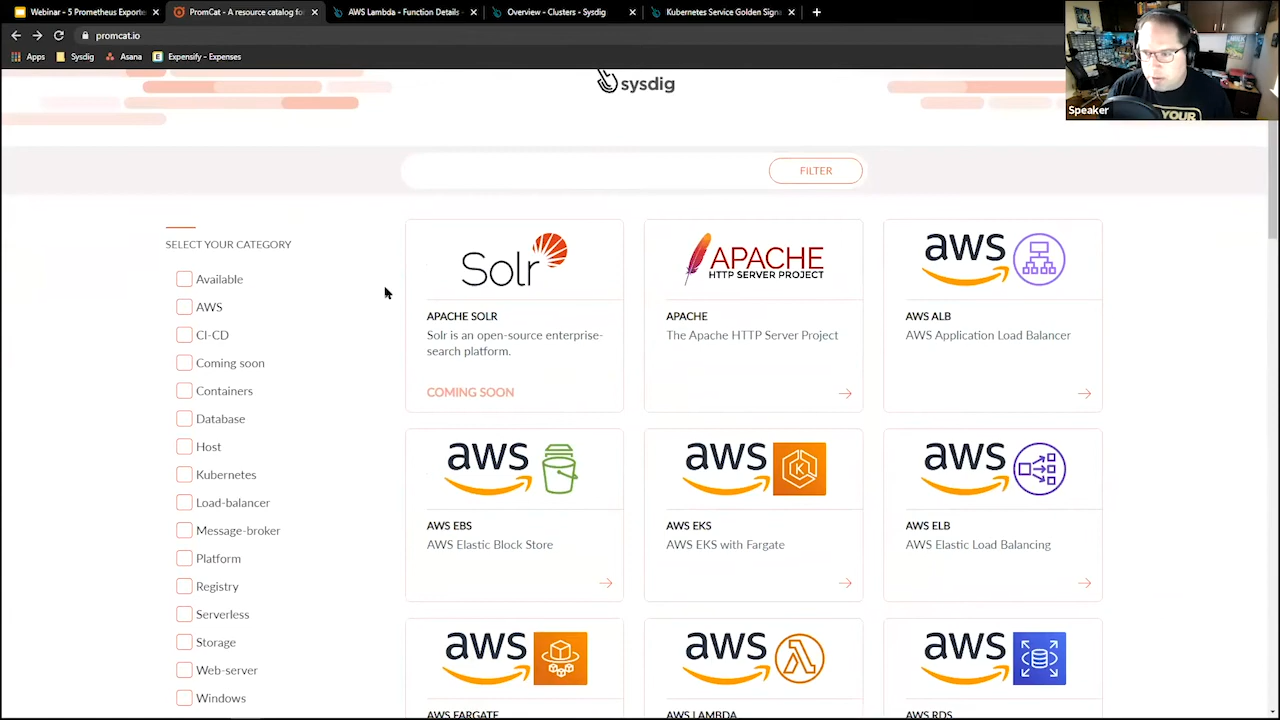 Webinar - 5 Prometheus Exporte
PromCat - A resource catalog fo
AWS Lambda - Function Details -
Overview - Clusters - Sysdig
Kubernetes Service Golden Sign
promcat.io
Apps
Sysdig
Asana
Expensify - Expenses
Speaker
YOUR
sysdig
FILTER
SELECT YOUR CATEGORY
Available
AWS
CI-CD
Coming soon
Containers
Database
Host
Kubernetes
Load-balancer
Message-broker
Platform
Registry
Serverless
Storage
Web-server
Windows
Solr
APACHE SOLR
Solr is an open-source enterprise-
search platform.
COMING SOON
APACHE
HTTP SERVER PROJECT
APACHE
The Apache HTTP Server Project
aws
AWS ALB
AWS Application Load Balancer
aws
AWS EBS
AWS Elastic Block Store
aws
K
AWS EKS
AWS EKS with Fargate
aws
AWS ELB
AWS Elastic Load Balancing
aws
AWS FARGATE
aws
AWS LAMBDA
aws
AWS RDS